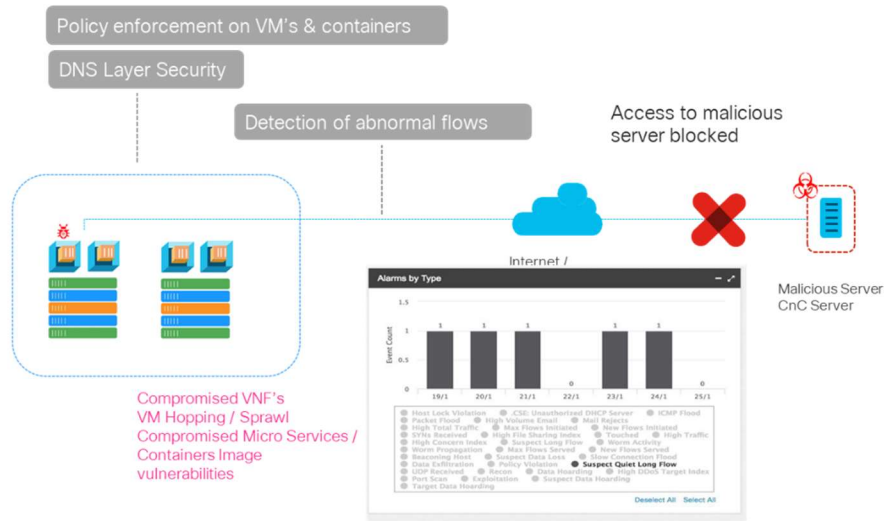 Policy enforcement on VM's & containers
DNS Layer Security
Detection of abnormal flows
Access to malicious
server blocked
Internet /
Malicious Server
CnC Server
Compromised VNF's
VM Hopping / Sprawl
Compromised Micro Services /
Containers Image
vulnerabilities
Alarms by Type
Event Count
1.5
1
0.5
0
1 1 1 0 1 1 0
19/1 20/1 21/1 22/1 23/1 24/1 25/1
Host Lock Violation .CSE: Unauthorized DHCP Server ICMP Flood
Packet Flood High Volume Email Mail Rejects
High Total Traffic Max Flows Initiated New Flows Initiated
SYNs Received High File Sharing Index Touched High Traffic
High Concern Index Suspect Long Flow Worm Activity
Worm Propagation Max Flows Served New Flows Served
Beaconing Host Suspect Data Loss Slow Connection Flood
Data Exfiltration Policy Violation Suspect Quiet Long Flow
UDP Received Recon Data Hoarding High DDoS Target Index
Port Scan Exploitation Suspect Data Hoarding
Target Data Hoarding
Deselect All Select All